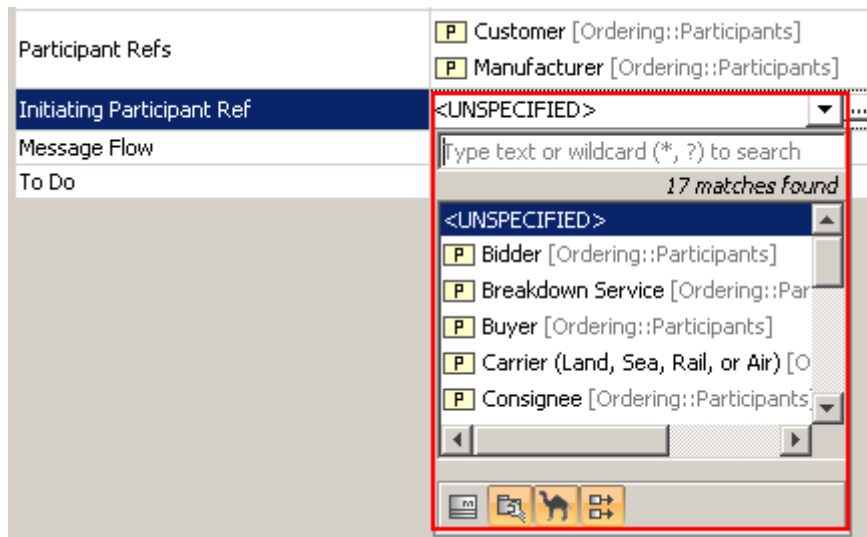 Participant Refs
P Customer [Ordering::Participants]
P Manufacturer [Ordering::Participants]
Initiating Participant Ref
<UNSPECIFIED>
...
Message Flow
Type text or wildcard (*, ?) to search
To Do
17 matches found
<UNSPECIFIED>
P Bidder [Ordering::Participants]
P Breakdown Service [Ordering::Par
P Buyer [Ordering::Participants]
P Carrier (Land, Sea, Rail, or Air) [O
P Consignee [Ordering::Participants]